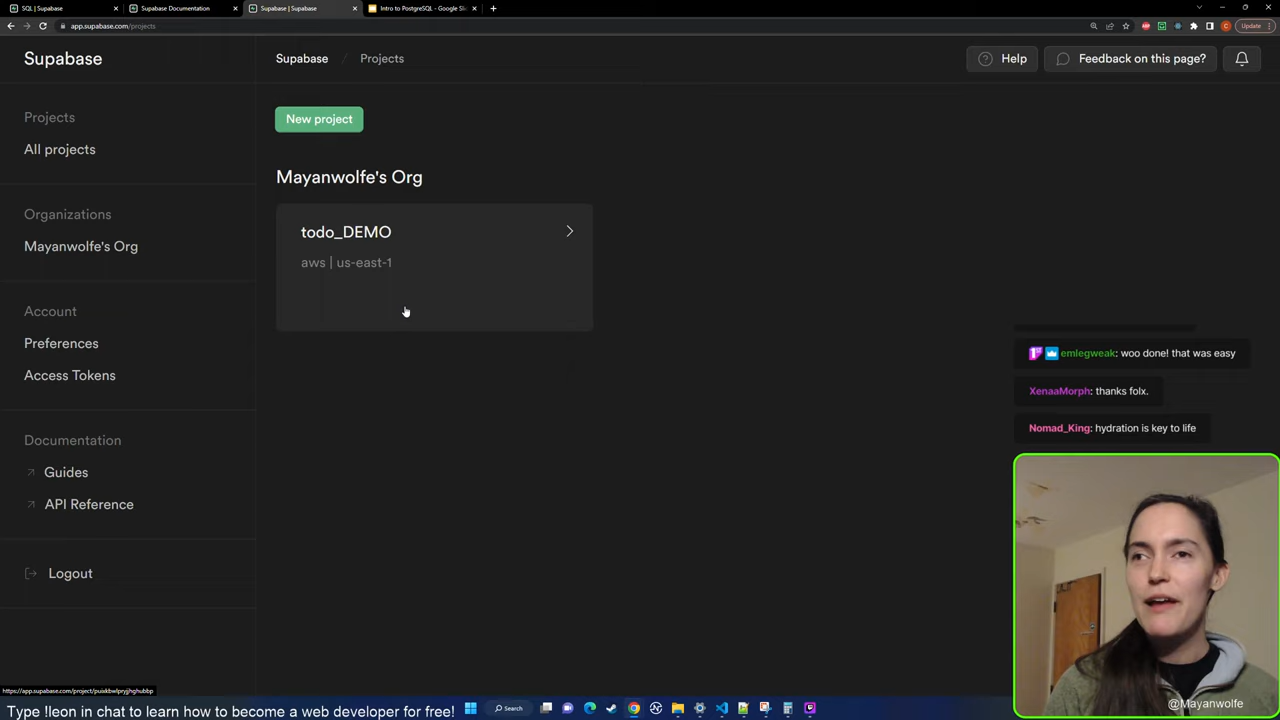 SQL | Supabase
Supabase Documentation
Supabase | Supabase
Intro to PostgreSQL - Google Sli
app.supabase.com/projects
Update
Supabase
Supabase / Projects
Help
Feedback on this page?
Projects
All projects
Organizations
Mayanwolfe's Org
Account
Preferences
Access Tokens
Documentation
Guides
API Reference
Logout
New project
Mayanwolfe's Org
todo_DEMO
aws | us-east-1
emlegweak: woo done! that was easy
XenaaMorph: thanks folx.
Nomad_King: hydration is key to life
@Mayanwolfe
Type !leon in chat to learn how to become a web developer for free!
Search